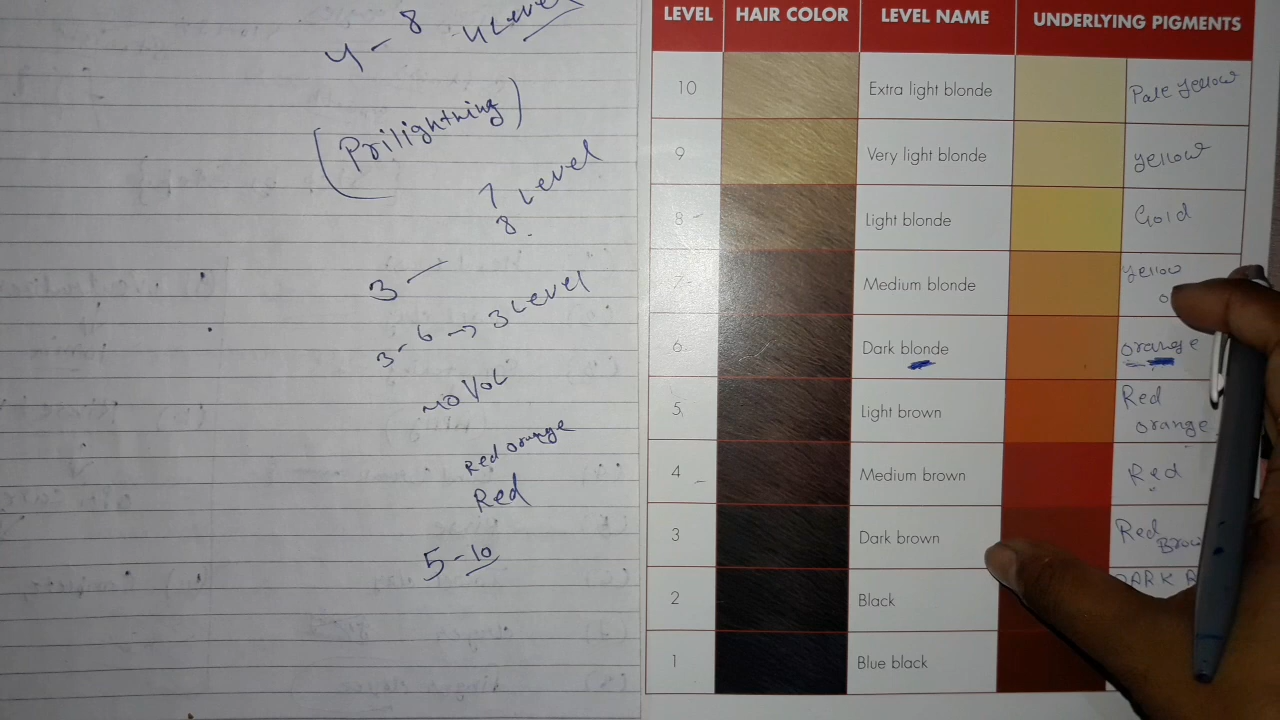 4 - 8 4 Level
(Prilightning)
7 Level
8
3 -
3 - 6 → 3 Level
40 Vol
Red orange
Red
5 - 10
LEVEL HAIR COLOR LEVEL NAME UNDERLYING PIGMENTS
10 Extra light blonde Pale yellow
9 Very light blonde yellow
8 Light blonde Gold
7 Medium blonde yellow
6 Dark blonde orange
5 Light brown Red orange
4 Medium brown Red
3 Dark brown Red
2 Black DARK
1 Blue black